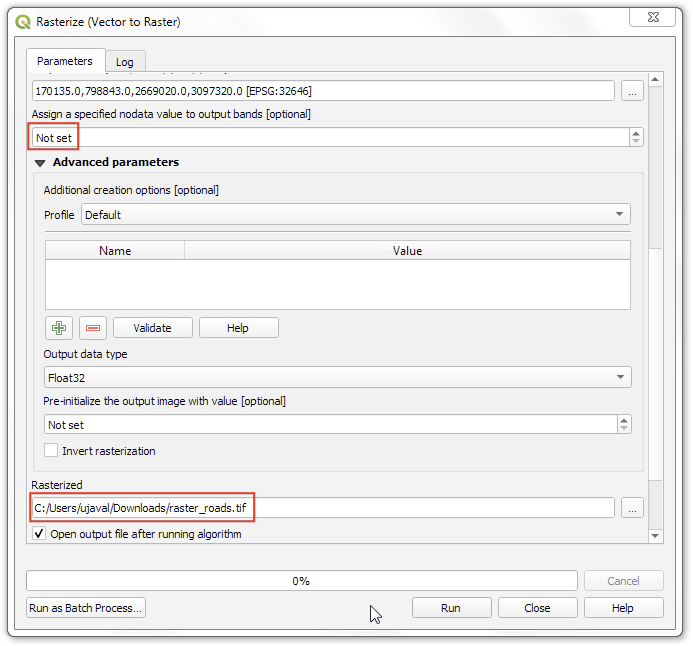 Rasterize (Vector to Raster)
Parameters
Log
170135.0,798843.0,2669020.0,3097320.0 [EPSG:32646]
...
Assign a specified nodata value to output bands [optional]
Not set
Advanced parameters
Additional creation options [optional]
Profile
Default
Name
Value
Validate
Help
Output data type
Float32
Pre-initialize the output image with value [optional]
Not set
Invert rasterization
Rasterized
C:/Users/ujaval/Downloads/raster_roads.tif
...
Open output file after running algorithm
0%
Cancel
Run as Batch Process...
Run
Close
Help